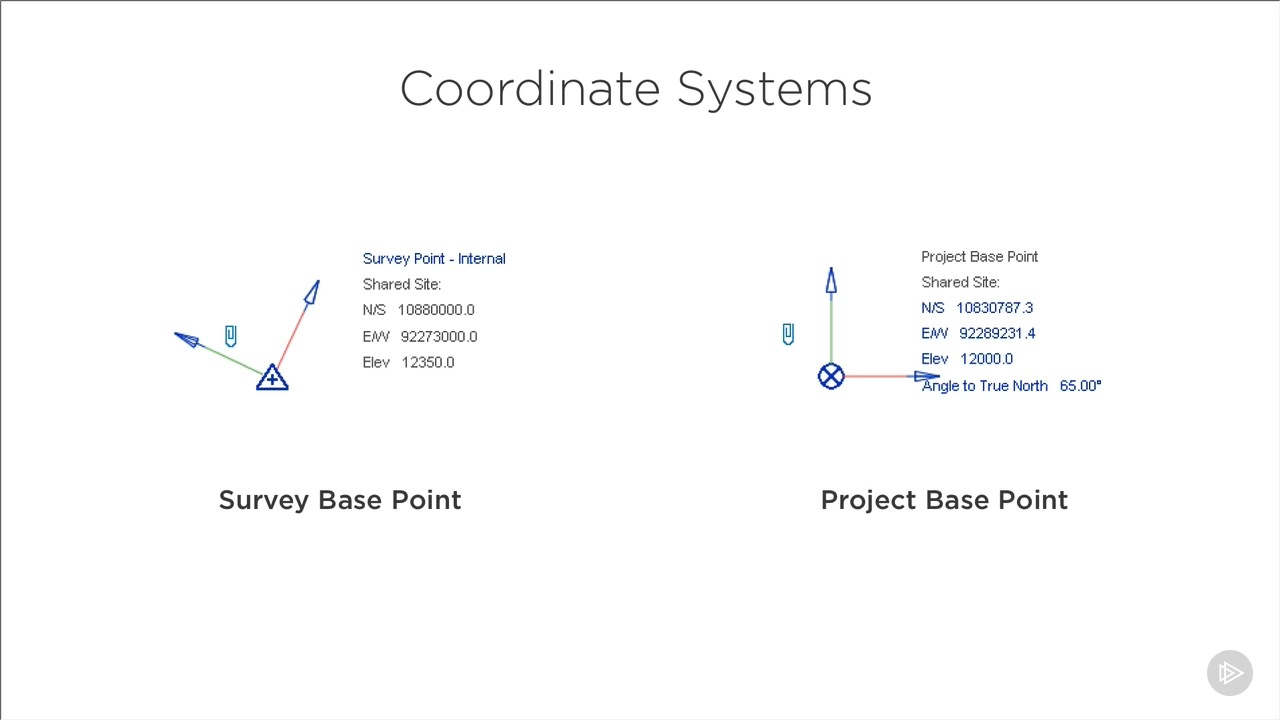 Coordinate Systems
Survey Point - Internal
Shared Site:
N/S 10880000.0
E/W 92273000.0
Elev 12350.0
Project Base Point
Shared Site:
N/S 10830787.3
E/W 92289231.4
Elev 12000.0
Angle to True North 65.00°
Survey Base Point
Project Base Point